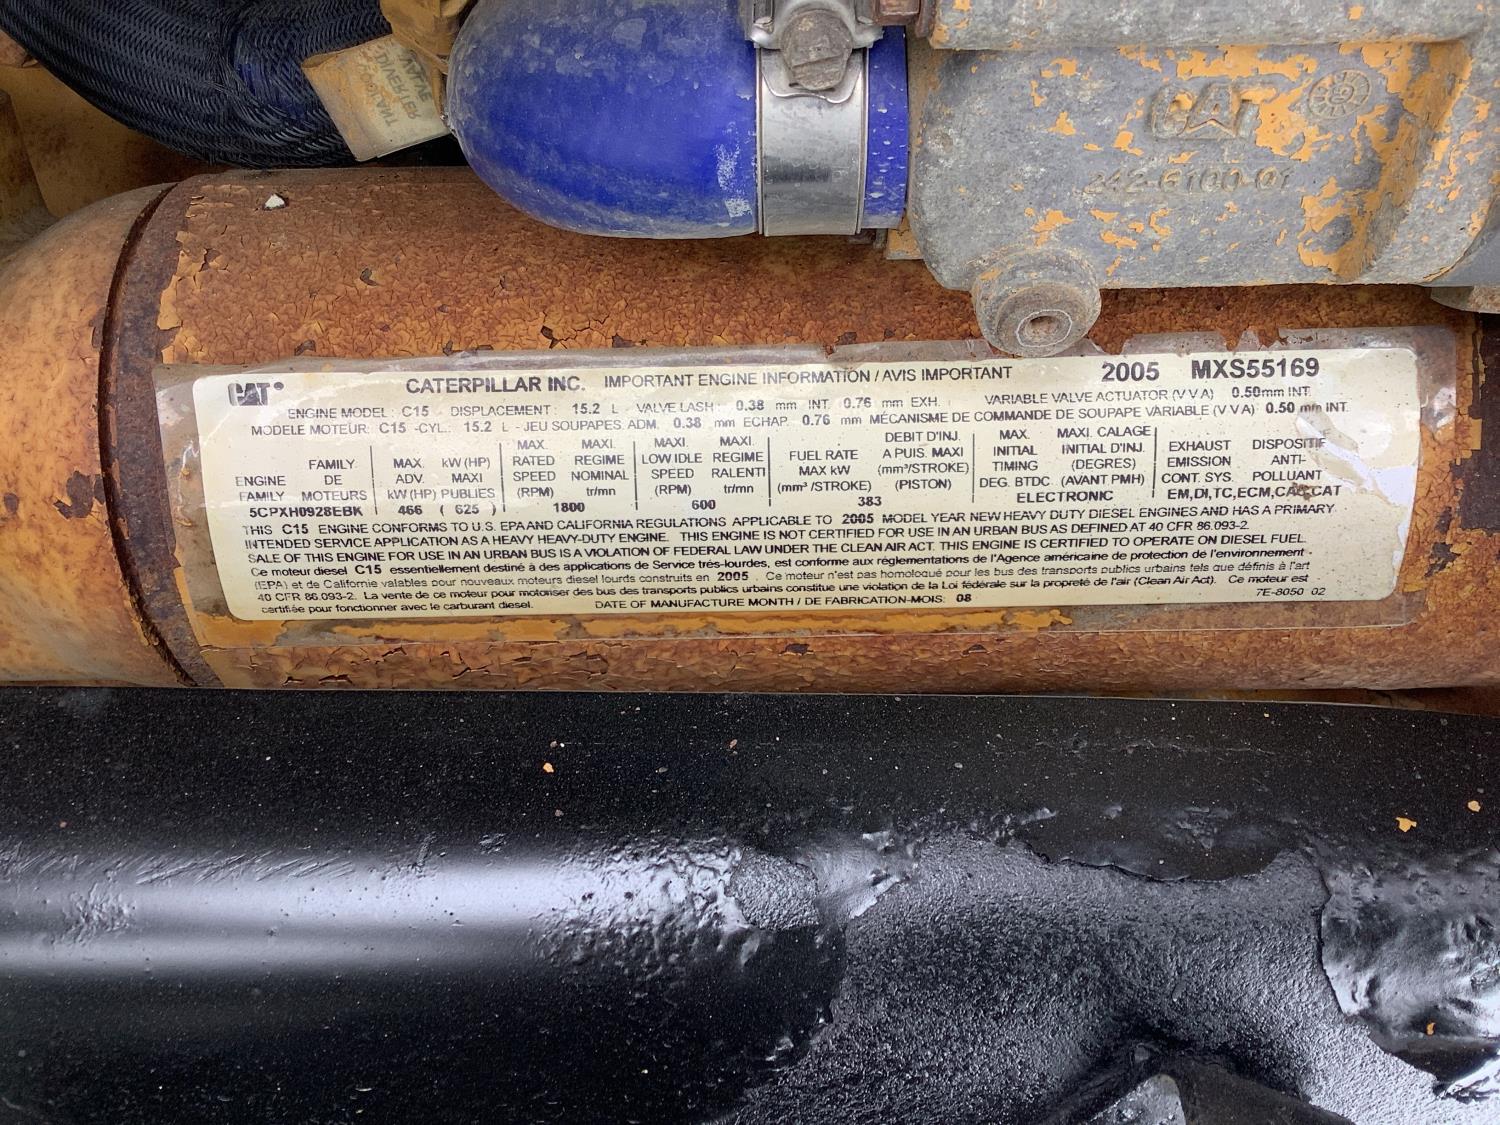 VALVE
DIVERTER
CAT
242-6100-01
CAT
CATERPILLAR INC. IMPORTANT ENGINE INFORMATION / AVIS IMPORTANT 2005 MXS55169
ENGINE MODEL: C15 DISPLACEMENT: 15.2 L - VALVE LASH: 0.38 mm INT. 0.76 mm EXH. VARIABLE VALVE ACTUATOR (V V A) 0.50mm INT.
MODELE MOTEUR: C15 -CYL.: 15.2 L - JEU SOUPAPES. ADM. 0.38 mm ECHAP. 0.76 mm MÉCANISME DE COMMANDE DE SOUPAPE VARIABLE (V V A) 0.50 mm INT.
ENGINE FAMILY
FAMILY DE MOTEURS
5CPXH0928EBK
MAX. ADV. kW (HP)
kW (HP) MAXI PUBLIES
466 ( 625 )
MAX. RATED SPEED (RPM)
MAXI. REGIME NOMINAL tr/mn
1800
MAXI. LOW IDLE SPEED (RPM)
MAXI. REGIME RALENTI tr/mn
600
FUEL RATE MAX kW (mm³ /STROKE)
DEBIT D'INJ. A PUIS. MAXI (mm³/STROKE) (PISTON)
383
MAX. INITIAL TIMING DEG. BTDC
MAXI. CALAGE INITIAL D'INJ. (DEGRES) (AVANT PMH)
ELECTRONIC
EXHAUST EMISSION CONT. SYS.
DISPOSITIF ANTI- POLLUANT
EM,DI,TC,ECM,CAC,CAT
THIS C15 ENGINE CONFORMS TO U.S. EPA AND CALIFORNIA REGULATIONS APPLICABLE TO 2005 MODEL YEAR NEW HEAVY DUTY DIESEL ENGINES AND HAS A PRIMARY
INTENDED SERVICE APPLICATION AS A HEAVY HEAVY-DUTY ENGINE. THIS ENGINE IS NOT CERTIFIED FOR USE IN AN URBAN BUS AS DEFINED AT 40 CFR 86.093-2.
SALE OF THIS ENGINE FOR USE IN AN URBAN BUS IS A VIOLATION OF FEDERAL LAW UNDER THE CLEAN AIR ACT. THIS ENGINE IS CERTIFIED TO OPERATE ON DIESEL FUEL.
Ce moteur diesel C15 essentiellement destiné à des applications de Service trés-lourdes, est conforme aux réglementations de l'Agence américaine de protection de l'environnement -
(EPA) et de Californie valables pour nouveaux moteurs diesel lourds construits en 2005 . Ce moteur n'est pas homologué pour les bus des transports publics urbains tels que définis à l'art
40 CFR 86.093-2. La vente de ce moteur pour motoriser des bus des transports publics urbains constitue une violation de la Loi fédérale sur la propreté de l'air (Clean Air Act). Ce moteur est
certifiée pour fonctionner avec le carburant diesel. DATE OF MANUFACTURE MONTH / DE FABRICATION-MOIS: 08 7E-8050 02